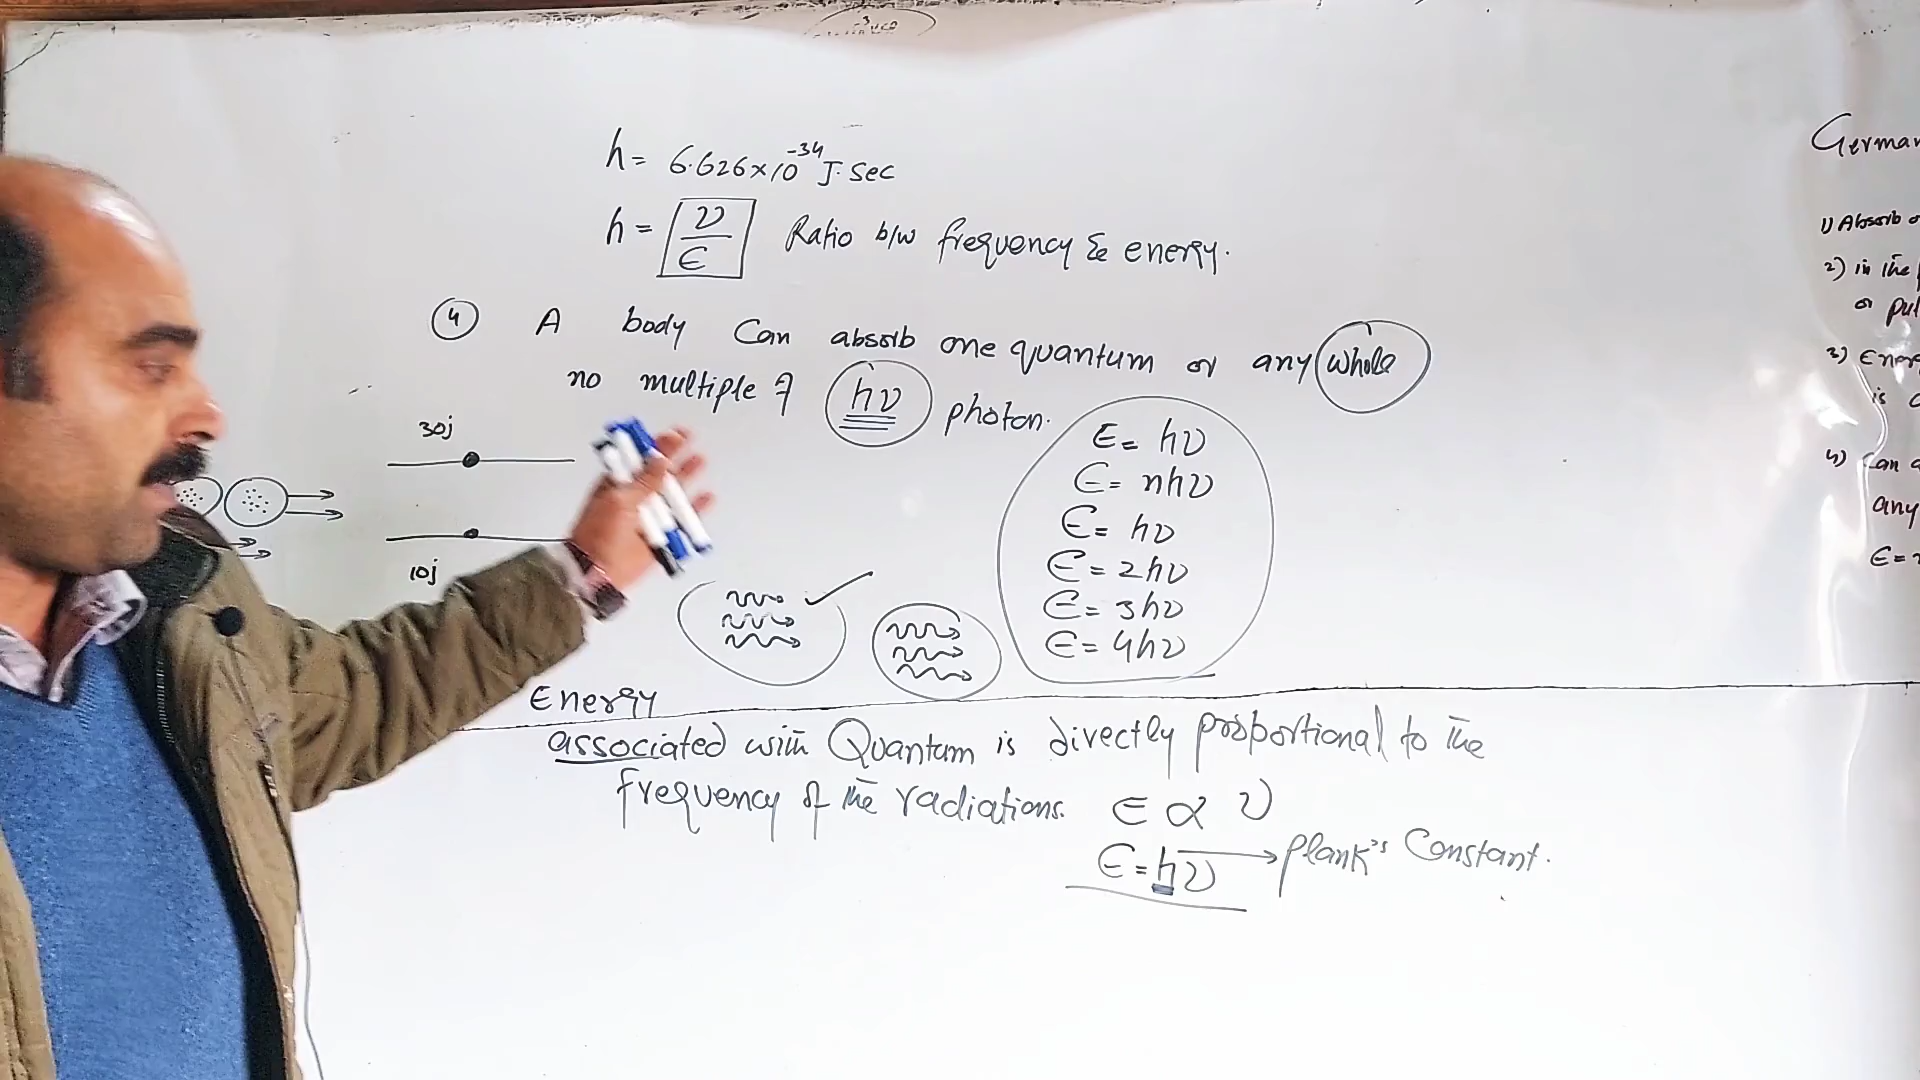 h = 6.626×10⁻³⁴ J. Sec
h = ν/E Ratio b/w frequency & energy.
④ A body Can absorb one quantum or any whole
no multiple of hν photon.
30j
10j
E = hν
E = nhν
E = hν
E = 2hν
E = 3hν
E = 4hν
Energy
associated with Quantum is directly proportional to the
frequency of the radiations. E ∝ ν
E = hν → Plank's Constant.
German
1) Absorb
2) in the
or
3)
is
4) Can
any
E =